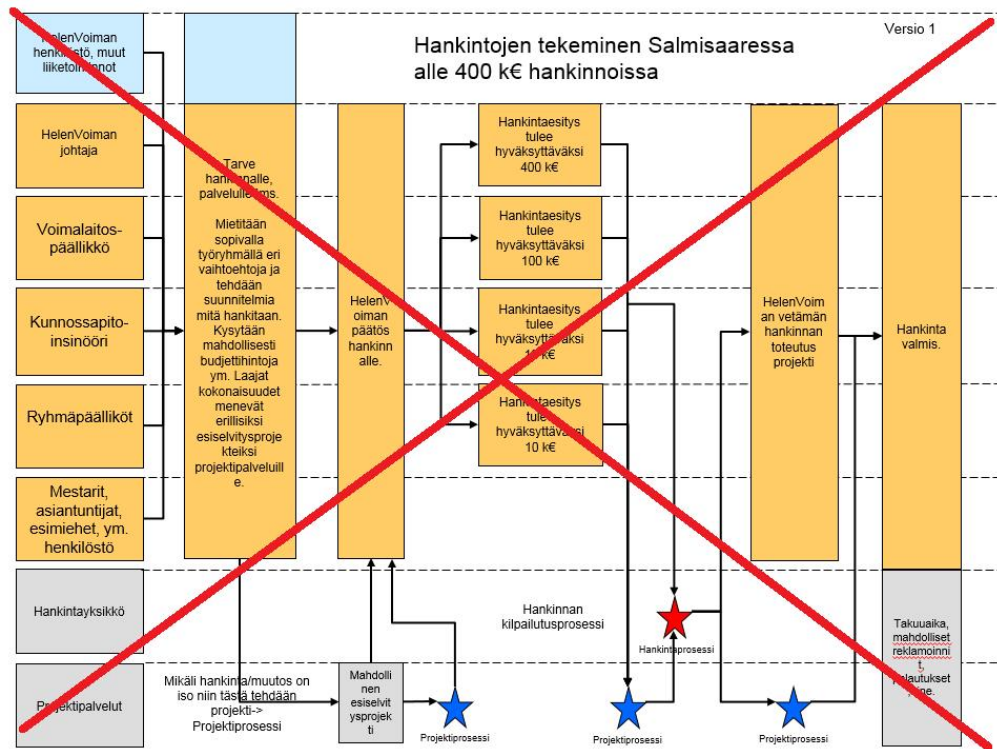 Versio 1
Hankintojen tekeminen Salmisaaressa
alle 400 k€ hankinnoissa
HelenVoiman
henkilöstö, muut
liiketoiminnot
HelenVoiman
johtaja
Voimalaitos-
päällikkö
Kunnossapito-
insinööri
Ryhmäpäälliköt
Mestarit,
asiantuntijat,
esimiehet, ym.
henkilöstö
Hankintayksikkö
Projektipalvelut
Tarve
hankinnalle,
Mietitään
sopivalla
työryhmällä eri
vaihtoehtoja ja
tehdään
suunnitelmia
mitä hankitaan.
Kysytään
mahdollisesti
budjettihintoja
ym. Laajat
kokonaisuudet
menevät
erillisiksi
esiselvitysproje
kteiksi
projektipalveluill
e.
HelenV
oiman
päätös
hankinn
alle.
Hankintaesitys
tulee
hyväksyttäväksi
400 k€
Hankintaesitys
tulee
hyväksyttäväksi
100 k€
Hankintaesitys
tulee
hyväksyttäväksi
Hankintaesitys
tulee
hyväksyttäväksi
10 k€
HelenVoim
an vetämän
hankinnan
toteutus
projekti
Hankinta
valmis.
Hankinnan
kilpailutusprosessi
Hankintaprosessi
Takuuaika,
mahdolliset
reklamoinni
t,
palautukset
Mikäli hankinta/muutos on
iso niin tästä tehdään
projekti->
Projektiprosessi
Mahdolli
nen
esiselvit
ysprojek
ti
Projektiprosessi
Projektiprosessi
Projektiprosessi